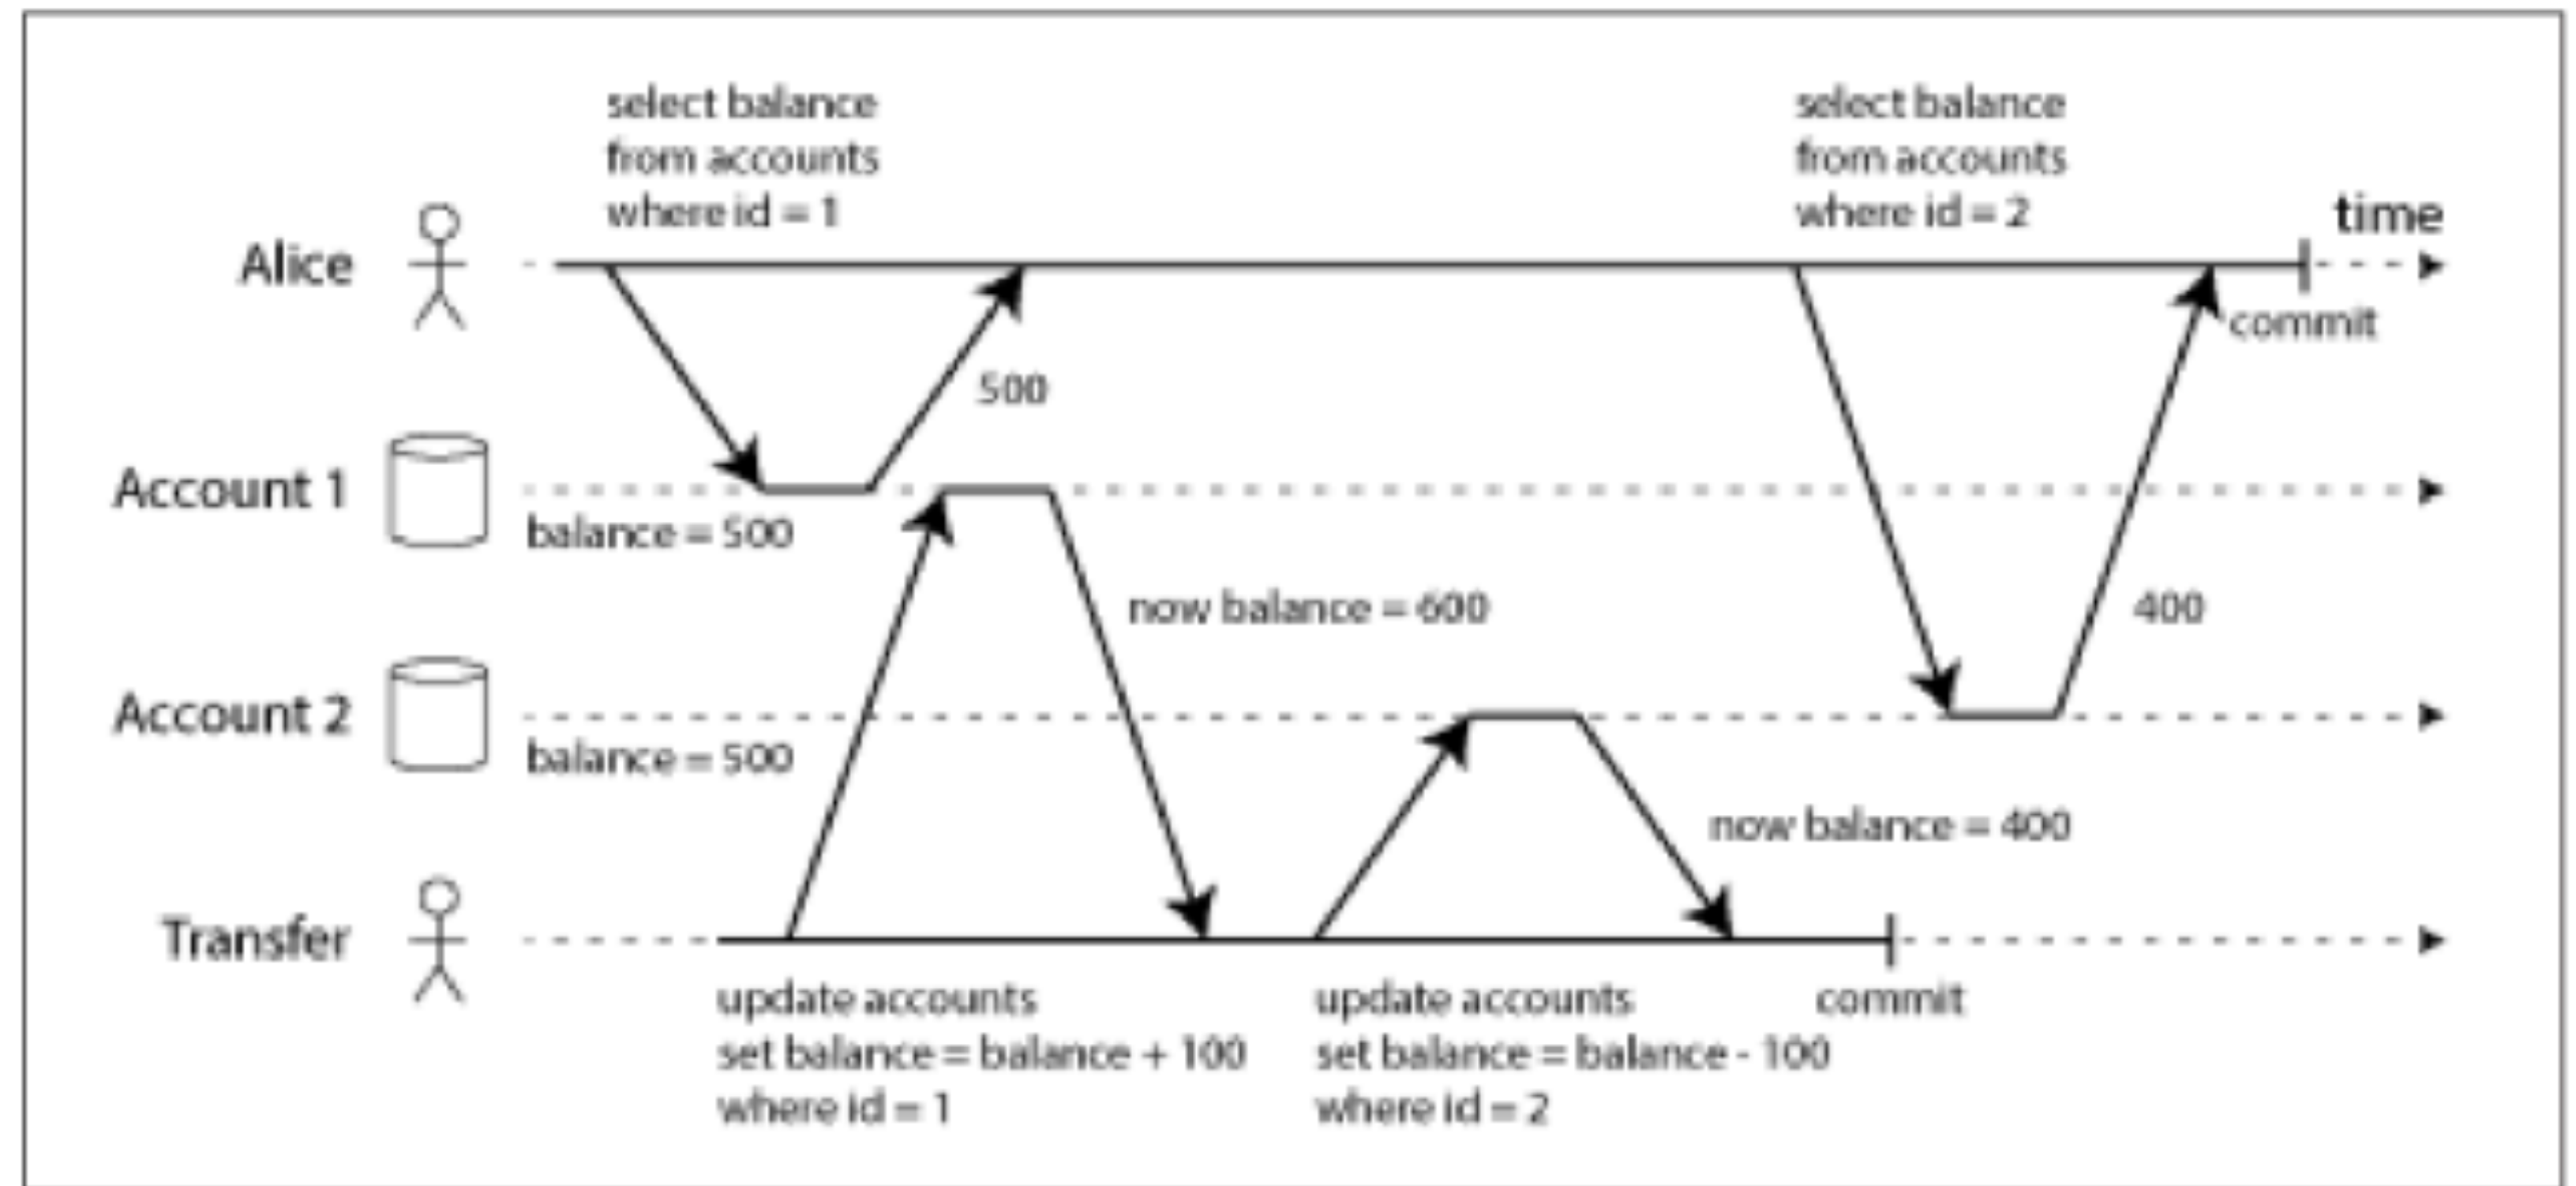 select balance
from accounts
where id = 1
select balance
from accounts
where id = 2
time
Alice
commit
500
Account 1
balance = 500
now balance = 600
400
Account 2
balance = 500
now balance = 400
Transfer
update accounts
set balance = balance + 100
where id = 1
update accounts
set balance = balance - 100
where id = 2
commit